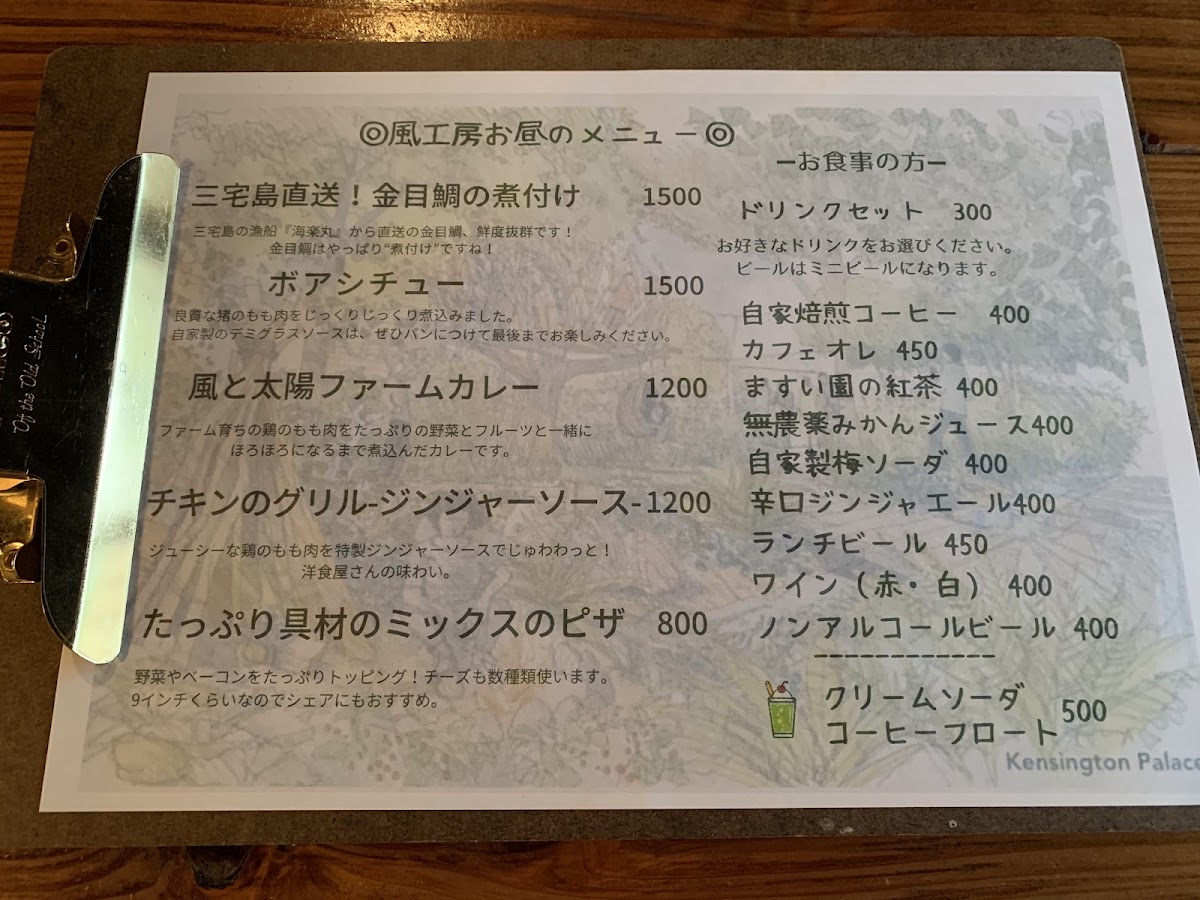 ◎風工房お昼のメニュー◎
三宅島直送！金目鯛の煮付け 1500
三宅島の漁船『海楽丸』から直送の金目鯛、鮮度抜群です！
金目鯛はやっぱり“煮付け”ですね！
ボアシチュー 1500
良質な猪のもも肉をじっくりじっくり煮込みました。
自家製のデミグラスソースは、ぜひパンにつけて最後までお楽しみください。
風と太陽ファームカレー 1200
ファーム育ちの鶏のもも肉をたっぷりの野菜とフルーツと一緒に
ほろほろになるまで煮込んだカレーです。
チキンのグリル-ジンジャーソース-1200
ジューシーな鶏のもも肉を特製ジンジャーソースでじゅわわっと！
洋食屋さんの味わい。
たっぷり具材のミックスのピザ 800
野菜やベーコンをたっぷりトッピング！チーズも数種類使います。
9インチくらいなのでシェアにもおすすめ。
ーお食事の方ー
ドリンクセット 300
お好きなドリンクをお選びください。
ビールはミニビールになります。
自家焙煎コーヒー 400
カフェオレ 450
ますい園の紅茶 400
無農薬みかんジュース400
自家製梅ソーダ 400
辛口ジンジャエール400
ランチビール 450
ワイン（赤・白） 400
ノンアルコールビール 400
------------
クリームソーダ
コーヒーフロート 500
Kensington Palace
Of the Old School